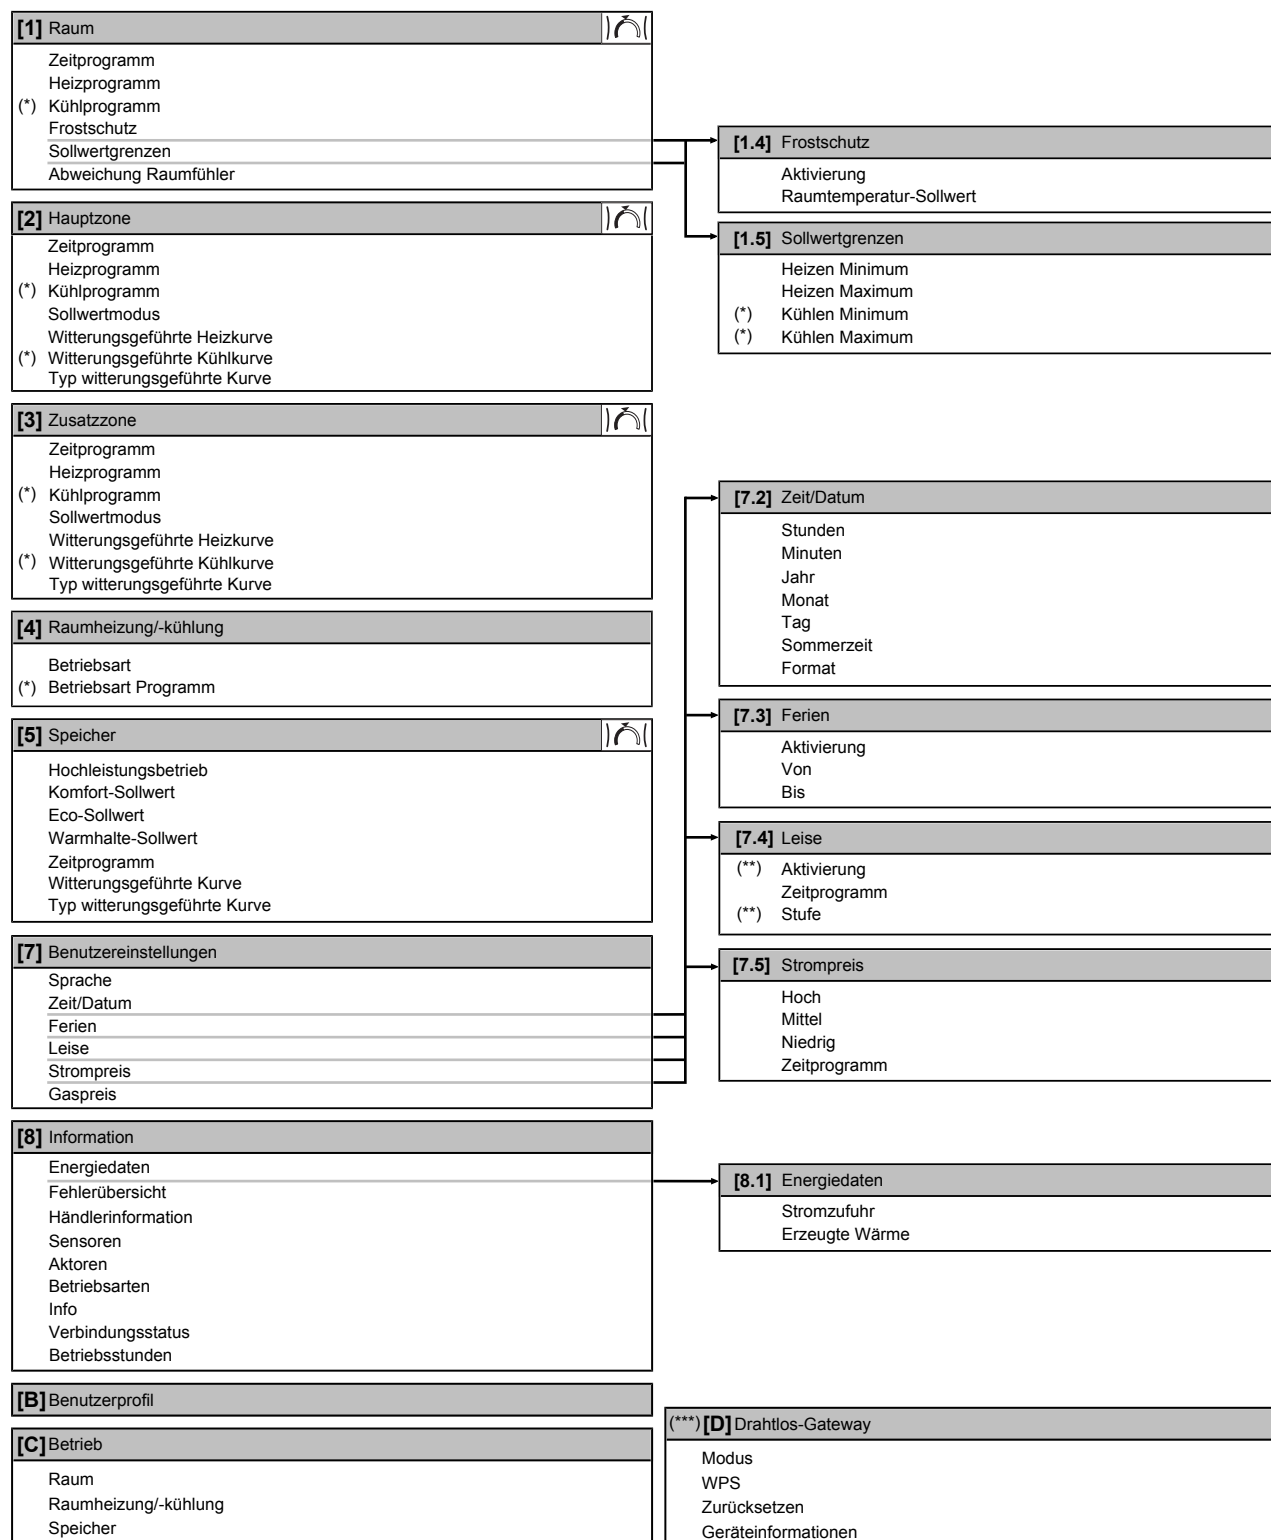 [1] Raum
Zeitprogramm
Heizprogramm
(*) Kühlprogramm
Frostschutz
Sollwertgrenzen
Abweichung Raumfühler
[2] Hauptzone
Zeitprogramm
Heizprogramm
(*) Kühlprogramm
Sollwertmodus
Witterungsgeführte Heizkurve
(*) Witterungsgeführte Kühlkurve
Typ witterungsgeführte Kurve
[3] Zusatzzone
Zeitprogramm
Heizprogramm
(*) Kühlprogramm
Sollwertmodus
Witterungsgeführte Heizkurve
(*) Witterungsgeführte Kühlkurve
Typ witterungsgeführte Kurve
[4] Raumheizung/-kühlung
Betriebsart
(*) Betriebsart Programm
[5] Speicher
Hochleistungsbetrieb
Komfort-Sollwert
Eco-Sollwert
Warmhalte-Sollwert
Zeitprogramm
Witterungsgeführte Kurve
Typ witterungsgeführte Kurve
[7] Benutzereinstellungen
Sprache
Zeit/Datum
Ferien
Leise
Strompreis
Gaspreis
[8] Information
Energiedaten
Fehlerübersicht
Händlerinformation
Sensoren
Aktoren
Betriebsarten
Info
Verbindungsstatus
Betriebsstunden
[B] Benutzerprofil
[C] Betrieb
Raum
Raumheizung/-kühlung
Speicher
[1.4] Frostschutz
Aktivierung
Raumtemperatur-Sollwert
[1.5] Sollwertgrenzen
Heizen Minimum
Heizen Maximum
(*) Kühlen Minimum
(*) Kühlen Maximum
[7.2] Zeit/Datum
Stunden
Minuten
Jahr
Monat
Tag
Sommerzeit
Format
[7.3] Ferien
Aktivierung
Von
Bis
[7.4] Leise
(**) Aktivierung
Zeitprogramm
(**) Stufe
[7.5] Strompreis
Hoch
Mittel
Niedrig
Zeitprogramm
[8.1] Energiedaten
Stromzufuhr
Erzeugte Wärme
(***) [D] Drahtlos-Gateway
Modus
WPS
Zurücksetzen
Geräteinformationen